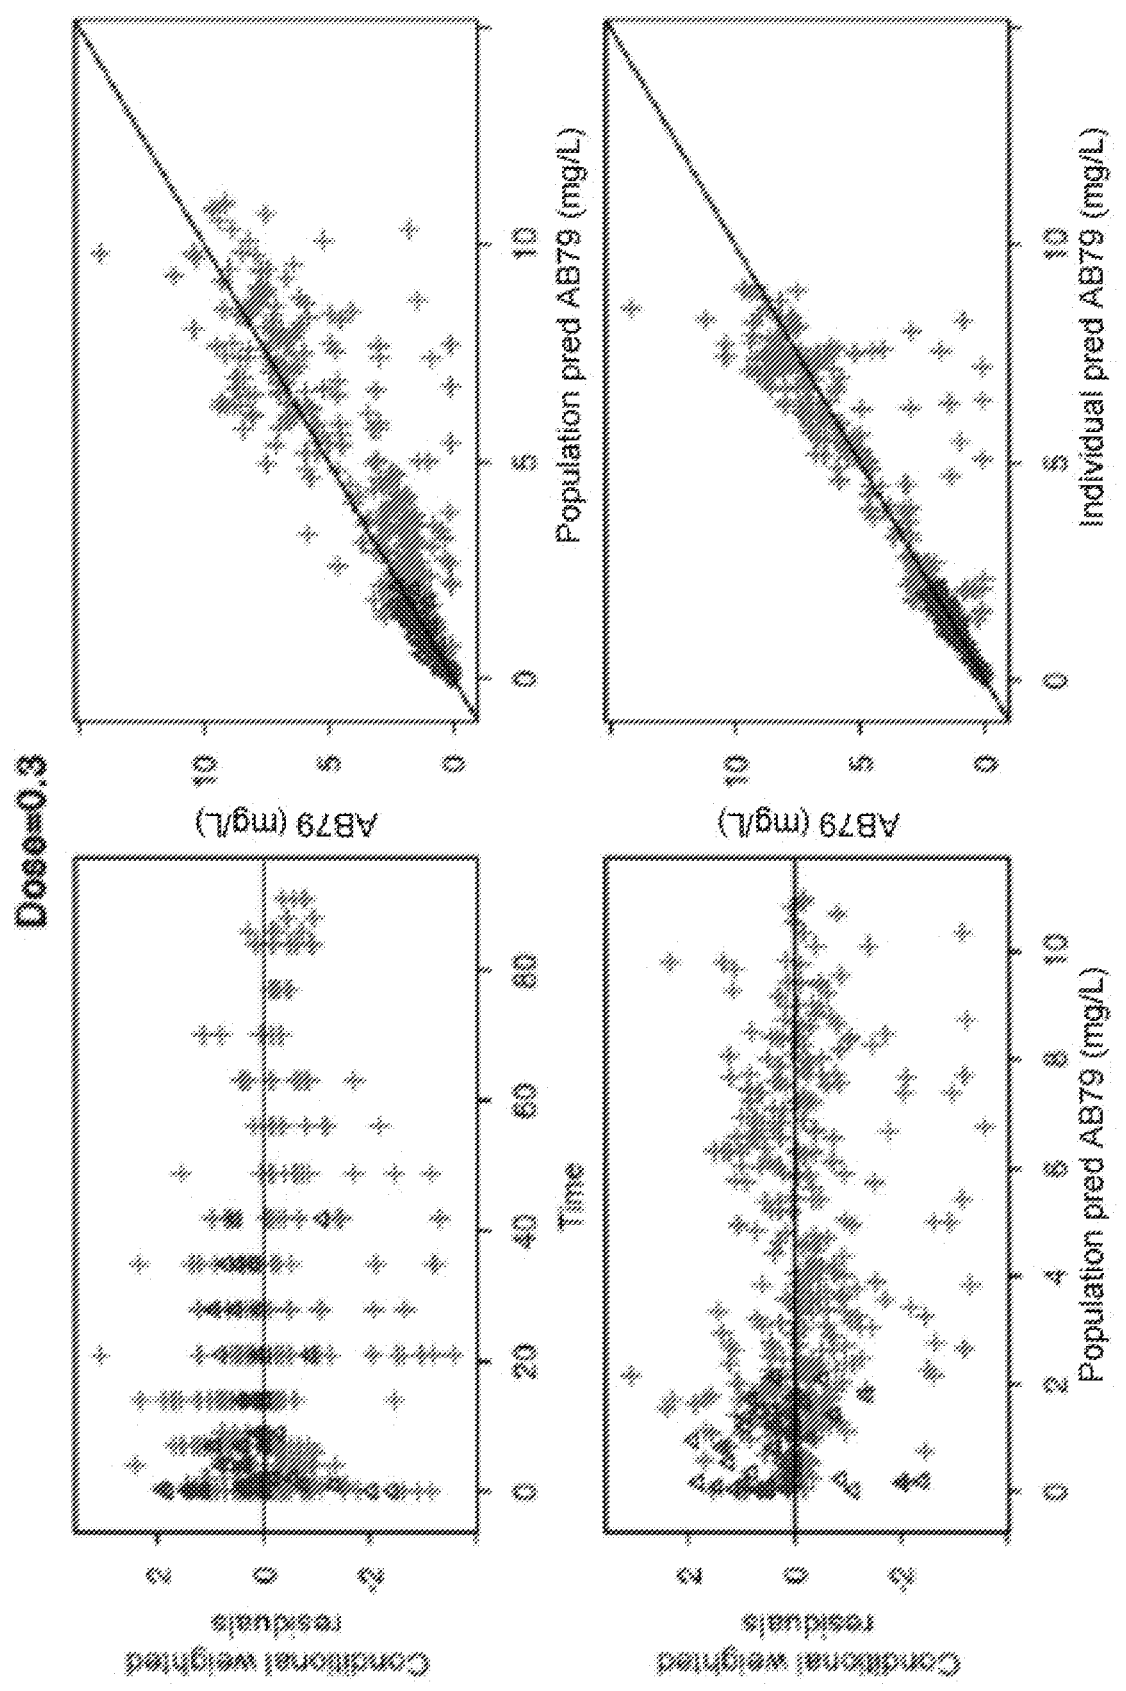 Dose=0.3
Conditional weighted
residuals
2
0
-2
0
20
40
60
80
Time
AB79 (mg/L)
10
5
0
0
5
10
Population pred AB79 (mg/L)
Conditional weighted
residuals
2
0
-2
0
2
4
6
8
10
Population pred AB79 (mg/L)
AB79 (mg/L)
10
5
0
0
5
10
Individual pred AB79 (mg/L)